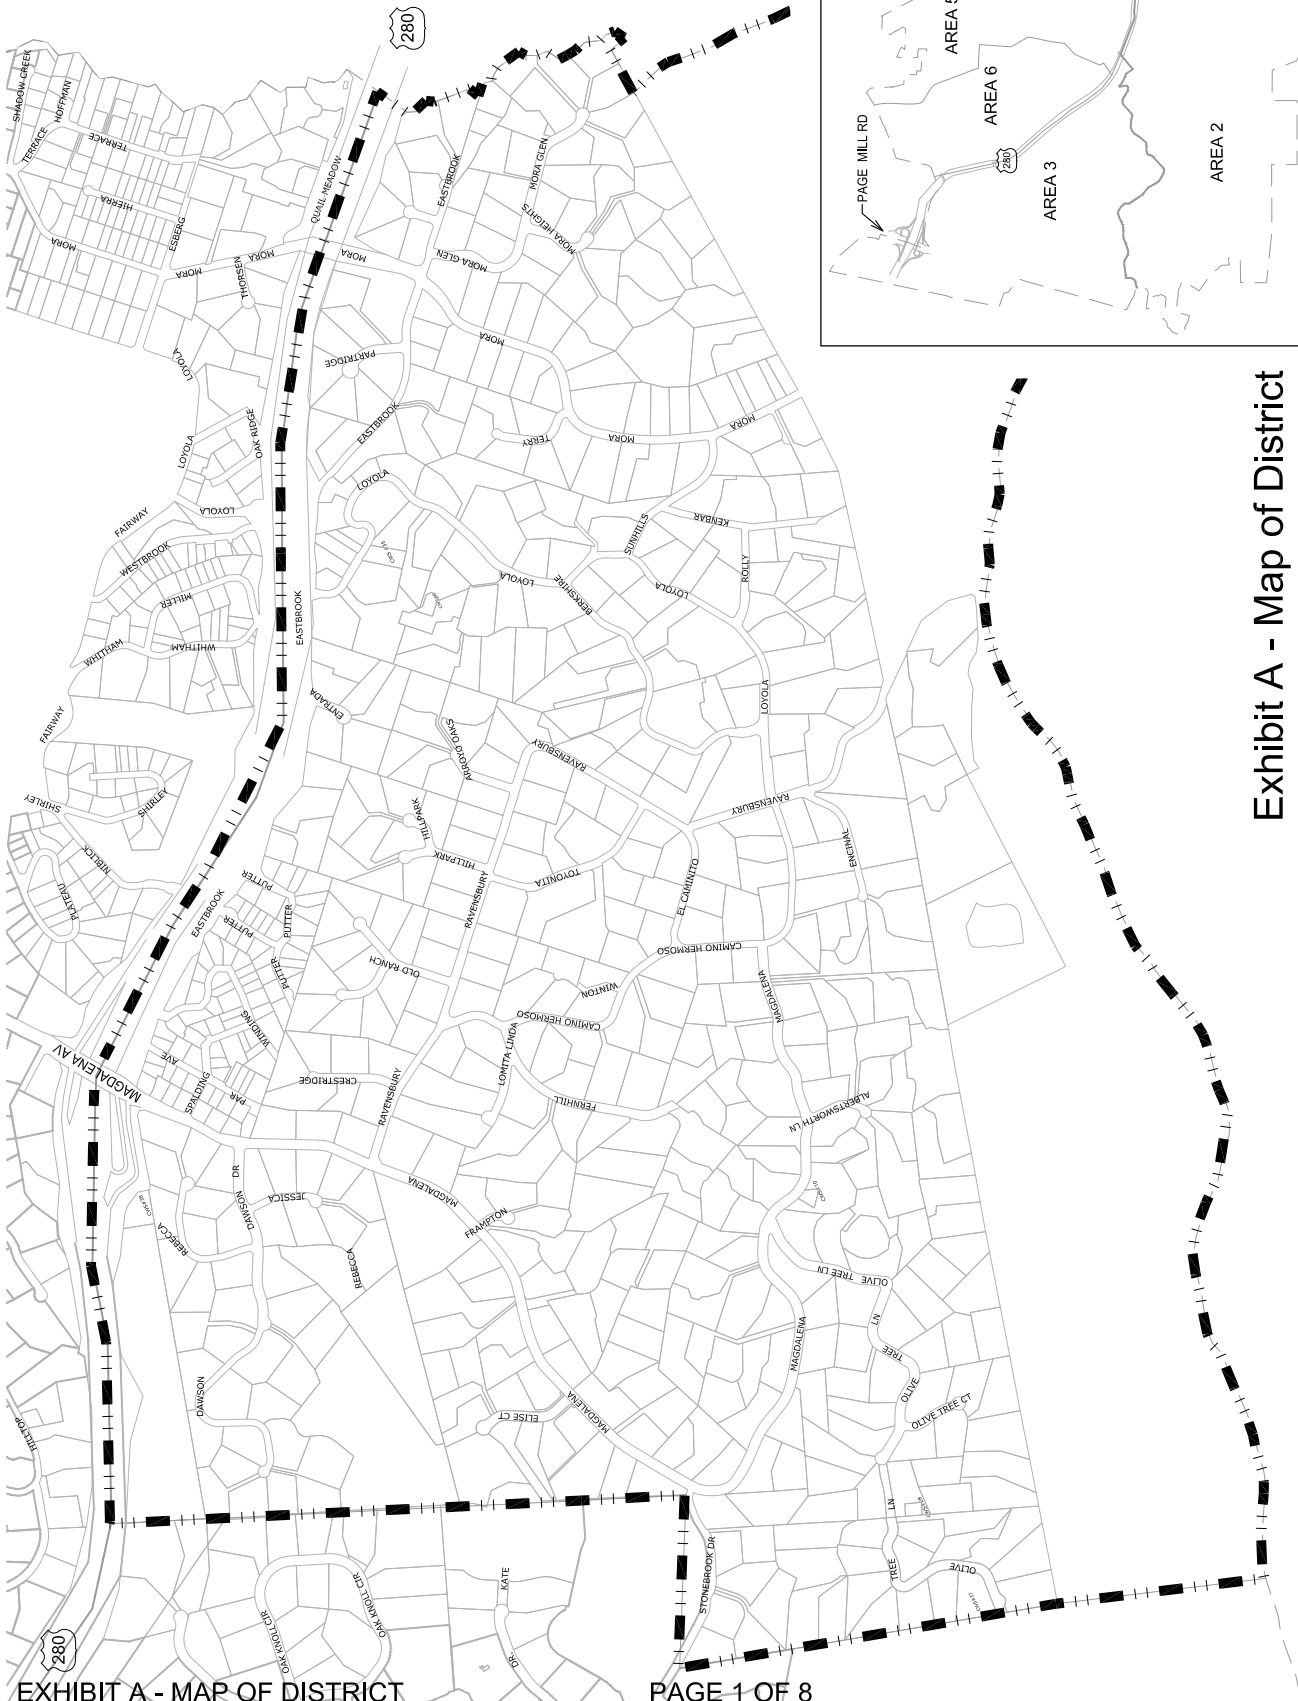 280
SHADOW CREEK
HOFFMAN
TERRACE
TERRACE
HIERRA
MORA
ESBERG
MORA
MORA
THORSEN
QUAIL MEADOW
MORA
EASTBROOK
MORA GLEN
MORA HEIGHTS
MORA GLEN
LOYOLA
PARTRIDGE
MORA
OAK RIDGE
LOYOLA
EASTBROOK
TERRY
MORA
MORA
LOYOLA
FAIRWAY
LOYOLA
WESTBROOK
MILLER
WHITHAM
WHITHAM
EASTBROOK
LOYOLA
BERKSHIRE
SUNHILLS
KENBAR
ROLLY
LOYOLA
LOYOLA
FAIRWAY
ENTRADA
ARROYO OAKS
RAVENSBURY
SHIRLEY
SHIRLEY
NIBLICK
PLATEAU
HILLPARK
HILLPARK
RAVENSBURY
TOYONITA
RAVENSBURY
ENCINAL
EL CAMINITO
PUTTER
EASTBROOK
PUTTER
PUTTER
PUTTER
OLD RANCH
CAMINO HERMOSO
WINTON
CAMINO HERMOSO
MAGDALENA
WINDING
MAGDALENA AV
AVE
PAR
SPALDING
CRESTRIDGE
RAVENSBURY
LOMITA LINDA
FERNHILL
ALBERTSWORTH LN
DAWSON
DR
JESSICA
MAGDALENA
FRAMPTON
REBECCA
REBECCA
OLIVE TREE LN
LN
TREE
OLIVE
OLIVE TREE CT
MAGDALENA
DAWSON
ELISE CT
MAGDALENA
HILLTOP
LN
TREE
OLIVE
STONEBROOK DR
KATE
DR
OAK KNOLL CIR
OAK KNOLL CIR
280
AREA 5
AREA 6
PAGE MILL RD
280
AREA 3
AREA 2
Exhibit A - Map of District
EXHIBIT A - MAP OF DISTRICT
PAGE 1 OF 8